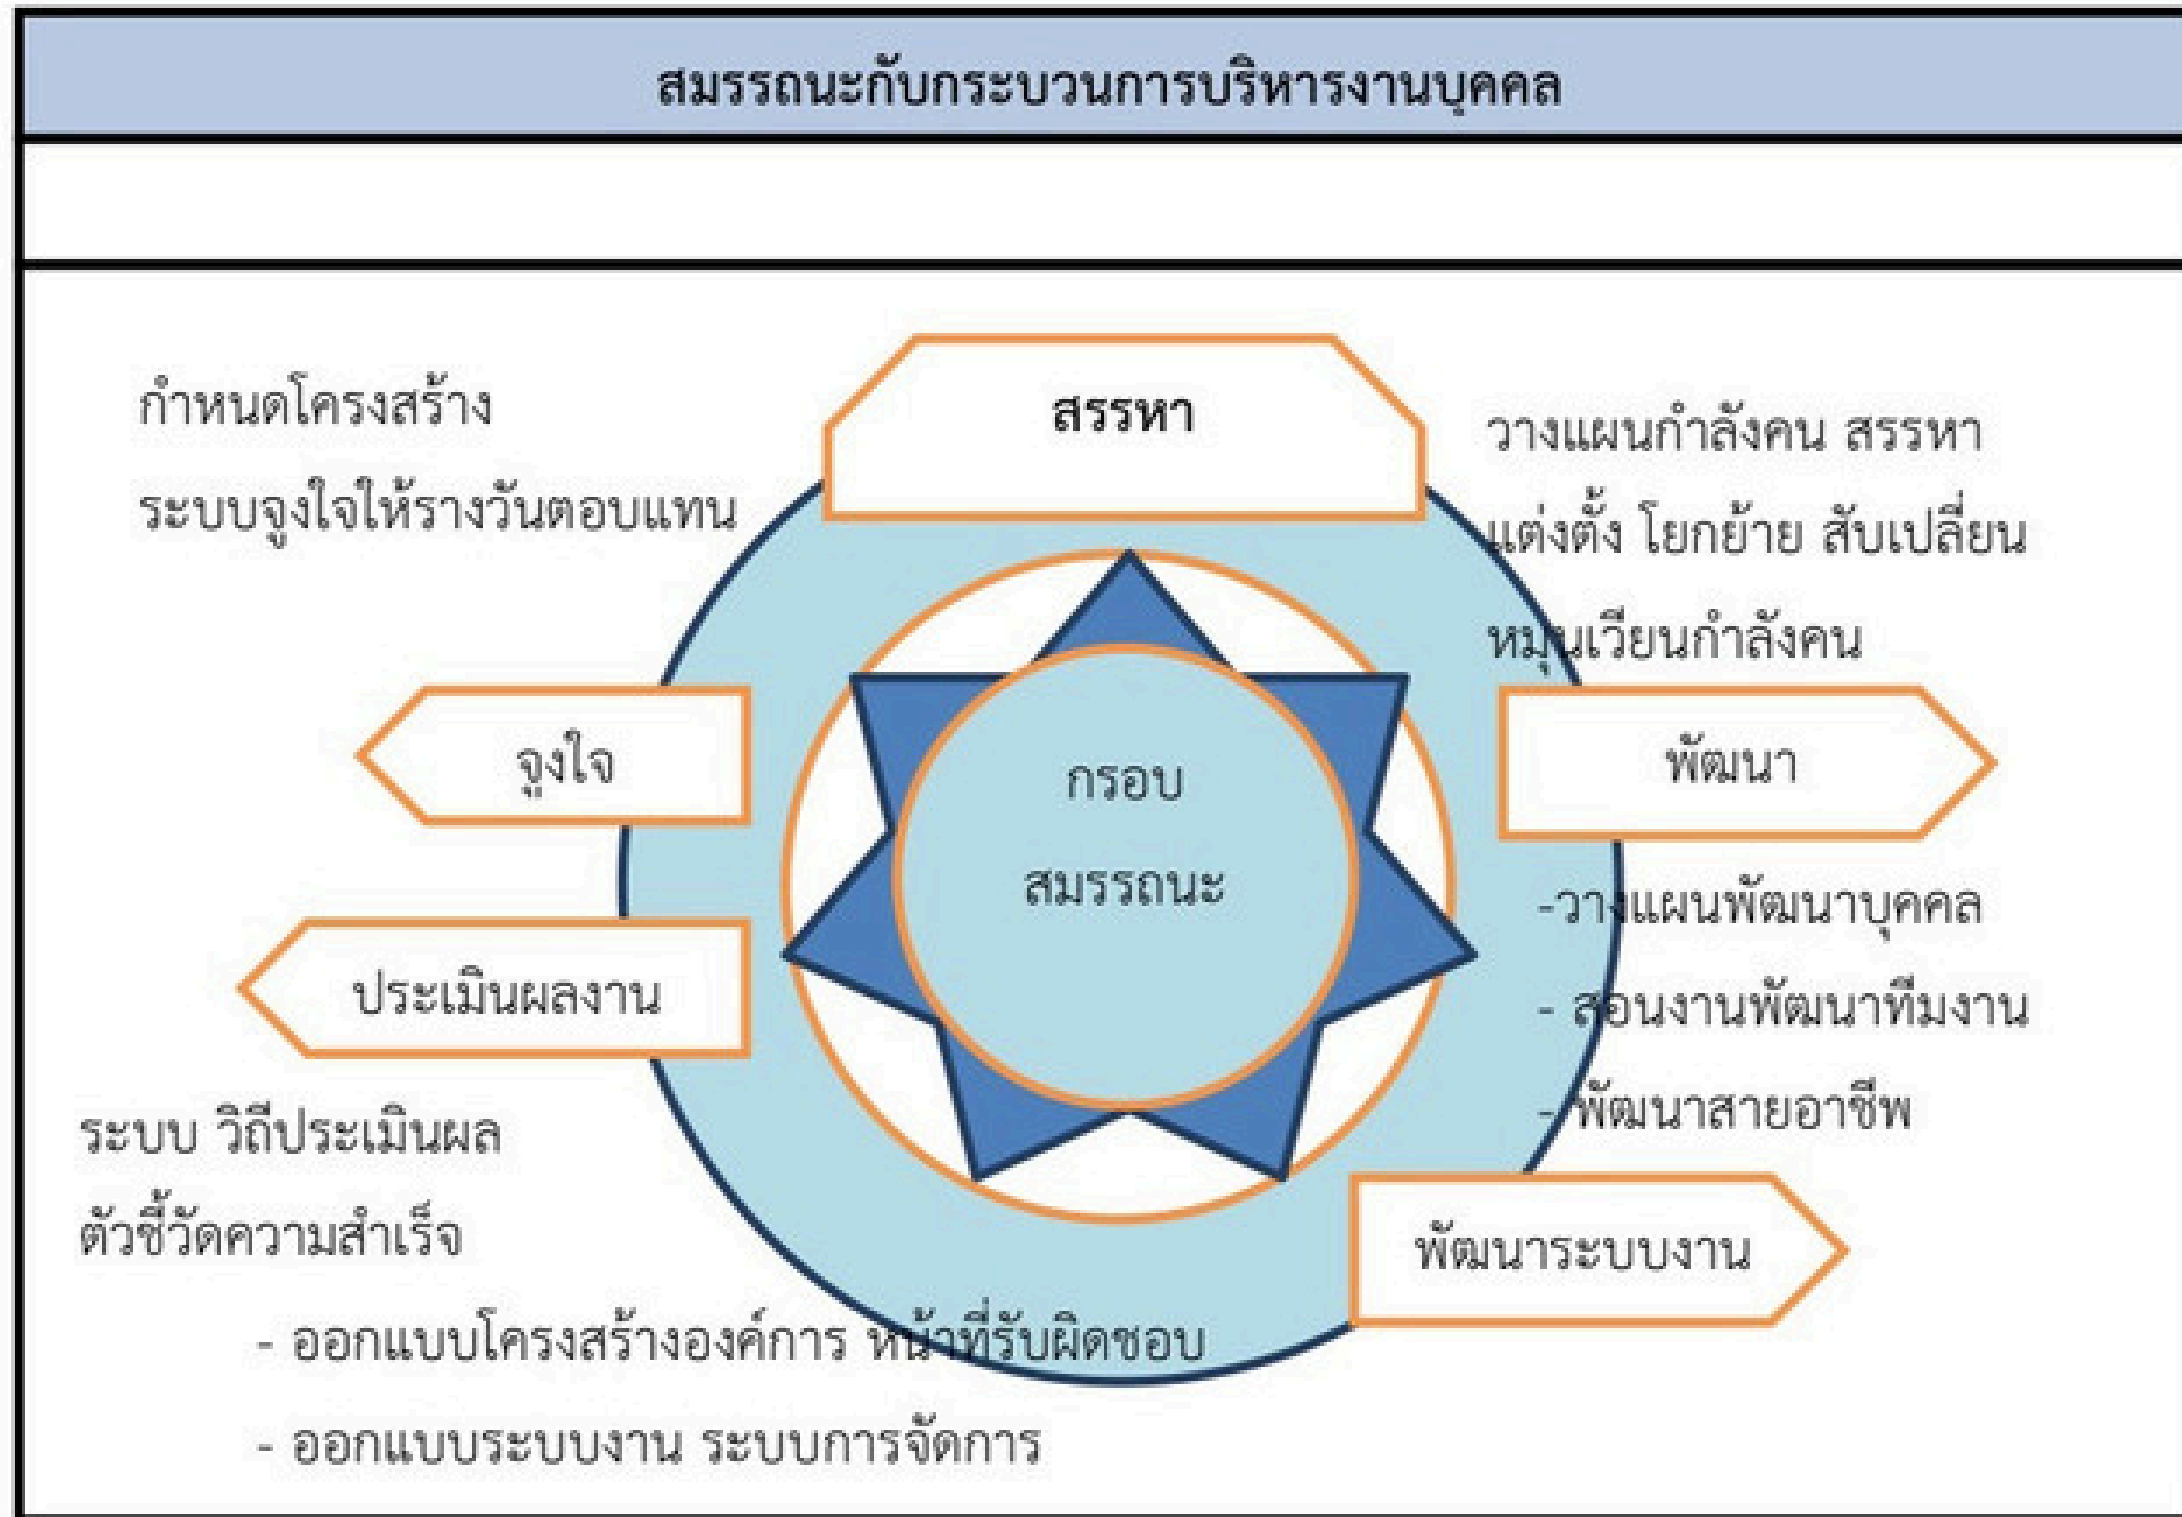 สมรรถนะกับกระบวนการบริหารงานบุคคล
กำหนดโครงสร้าง
ระบบจูงใจให้รางวันตอบแทน
สรรหา
วางแผนกำลังคน สรรหา
แต่งตั้ง โยกย้าย สับเปลี่ยน
หมุนเวียนกำลังคน
จูงใจ
กรอบ
สมรรถนะ
พัฒนา
-วางแผนพัฒนาบุคคล
- สอนงานพัฒนาทีมงาน
- พัฒนาสายอาชีพ
ประเมินผลงาน
ระบบ วิถีประเมินผล
ตัวชี้วัดความสำเร็จ
พัฒนาระบบงาน
- ออกแบบโครงสร้างองค์การ หน้าที่รับผิดชอบ
- ออกแบบระบบงาน ระบบการจัดการ